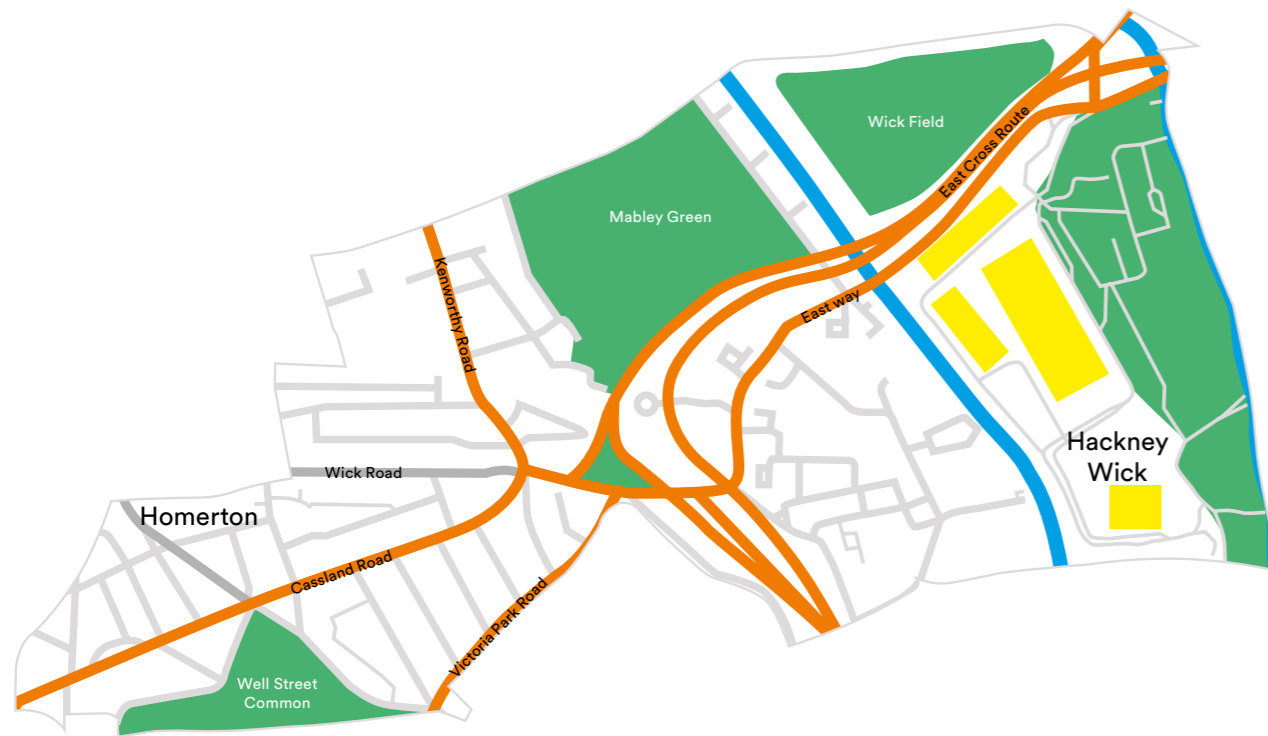 Wick Field
East Cross Route
Mabley Green
Kenworthy Road
East way
Hackney
Wick
Wick Road
Homerton
Cassland Road
Victoria Park Road
Well Street
Common